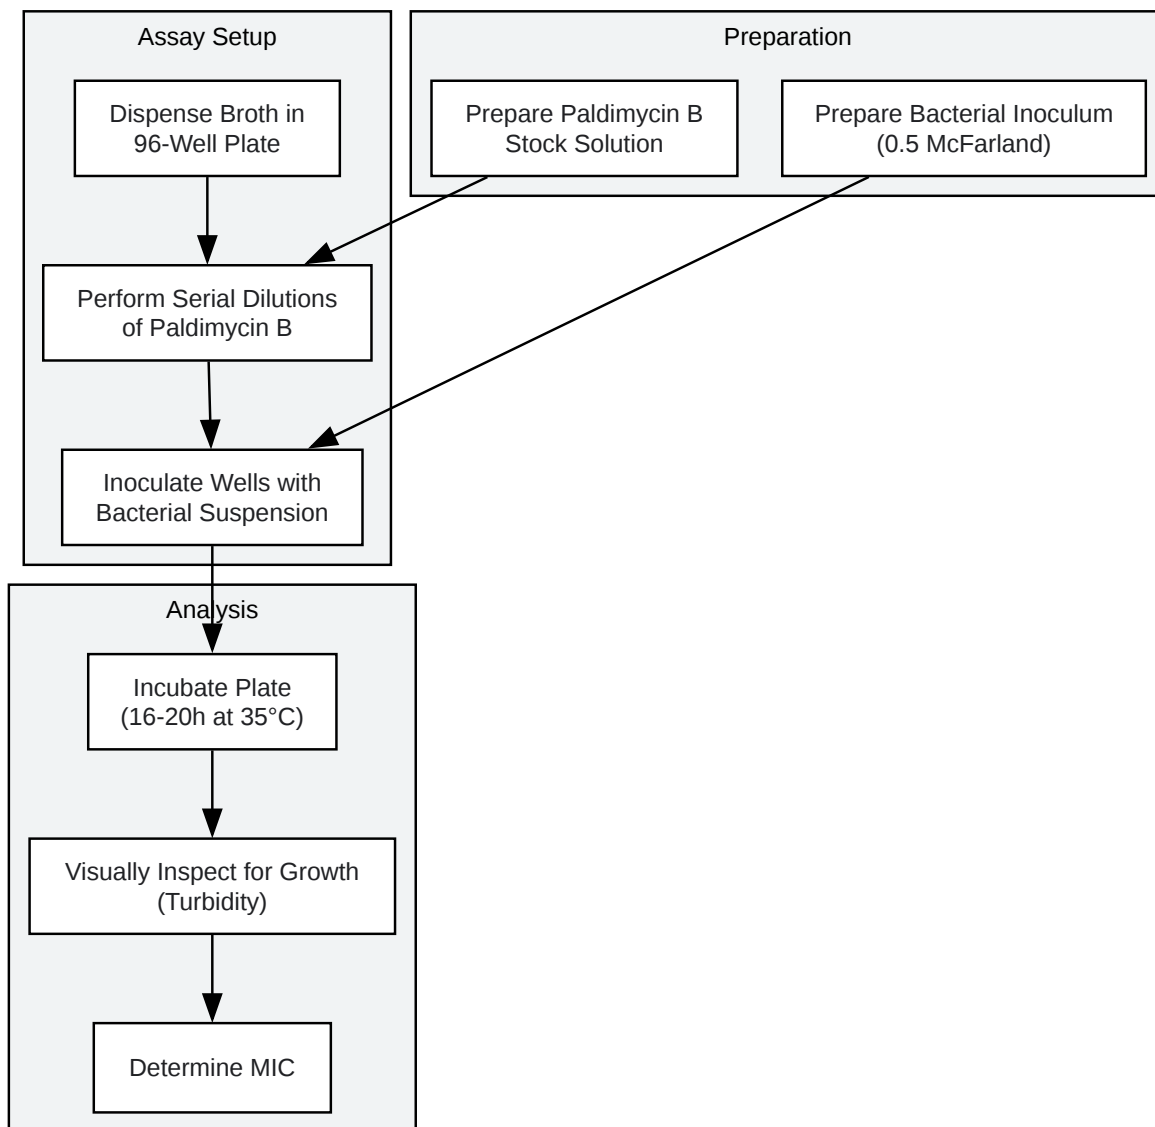 Assay Setup
Dispense Broth in
96-Well Plate
Perform Serial Dilutions
of Paldimycin B
Inoculate Wells with
Bacterial Suspension
Preparation
Prepare Paldimycin B
Stock Solution
Prepare Bacterial Inoculum
(0.5 McFarland)
Analysis
Incubate Plate
(16-20h at 35°C)
Visually Inspect for Growth
(Turbidity)
Determine MIC